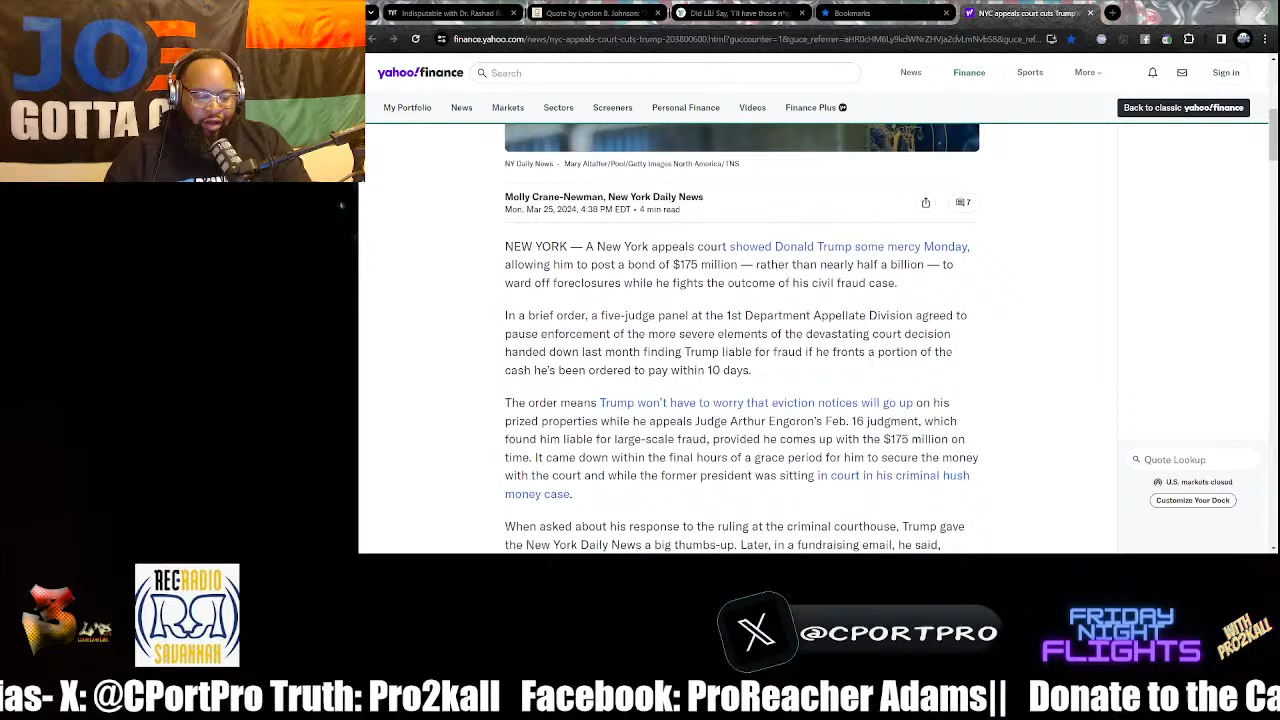 JOE
GOTTA G
Indisputable with Dr. Rashad R
Quote by Lyndon B. Johnson: "
Did LBJ Say, 'I'll have those n*g
Bookmarks
NYC appeals court cuts Trump
finance.yahoo.com/news/nyc-appeals-court-cuts-trump-203800600.html?guccounter=1&guce_referrer=
yahoo!finance
Search
News Finance Sports More
Sign in
My Portfolio News Markets Sectors Screeners Personal Finance Videos Finance Plus
Back to classic yahoo!finance
NY Daily News · Mary Altaffer/Pool/Getty Images North America/TNS
Molly Crane-Newman, New York Daily News
Mon, Mar 25, 2024, 4:38 PM EDT • 4 min read
7
NEW YORK — A New York appeals court showed Donald Trump some mercy Monday,
allowing him to post a bond of $175 million — rather than nearly half a billion — to
ward off foreclosures while he fights the outcome of his civil fraud case.
In a brief order, a five-judge panel at the 1st Department Appellate Division agreed to
pause enforcement of the more severe elements of the devastating court decision
handed down last month finding Trump liable for fraud if he fronts a portion of the
cash he's been ordered to pay within 10 days.
The order means Trump won't have to worry that eviction notices will go up on his
prized properties while he appeals Judge Arthur Engoron's Feb. 16 judgment, which
found him liable for large-scale fraud, provided he comes up with the $175 million on
time. It came down within the final hours of a grace period for him to secure the money
with the court and while the former president was sitting in court in his criminal hush
money case.
When asked about his response to the ruling at the criminal courthouse, Trump gave
the New York Daily News a big thumbs-up. Later, in a fundraising email, he said,
Quote Lookup
U.S. markets closed
Customize Your Dock
REC RADIO
RR
SAVANNAH
X @CPORTPRO
FRIDAY
NIGHT
FLIGHTS
WITH
PRO2KALL
ias- X: @CPortPro Truth: Pro2kall Facebook: ProReacher Adams|| Donate to the Ca